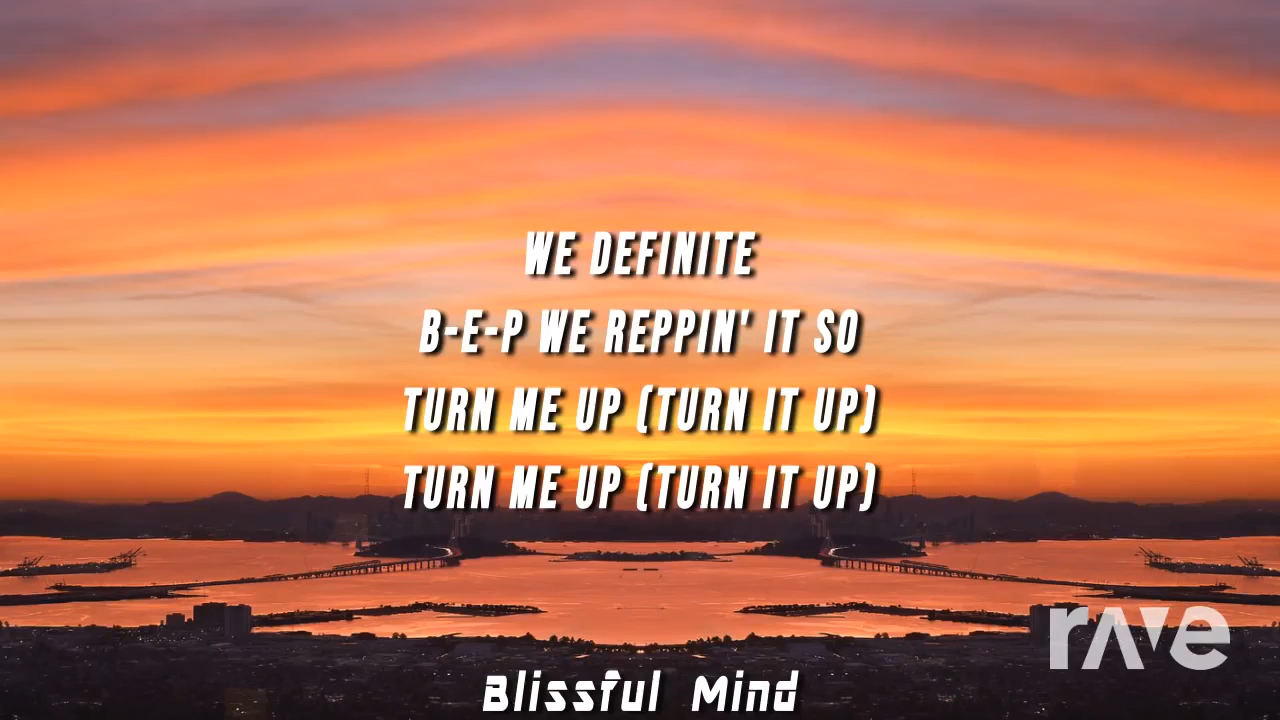 WE DEFINITE
B-E-P WE REPPIN' IT SO
TURN ME UP (TURN IT UP)
TURN ME UP (TURN IT UP)
rave
Blissful Mind